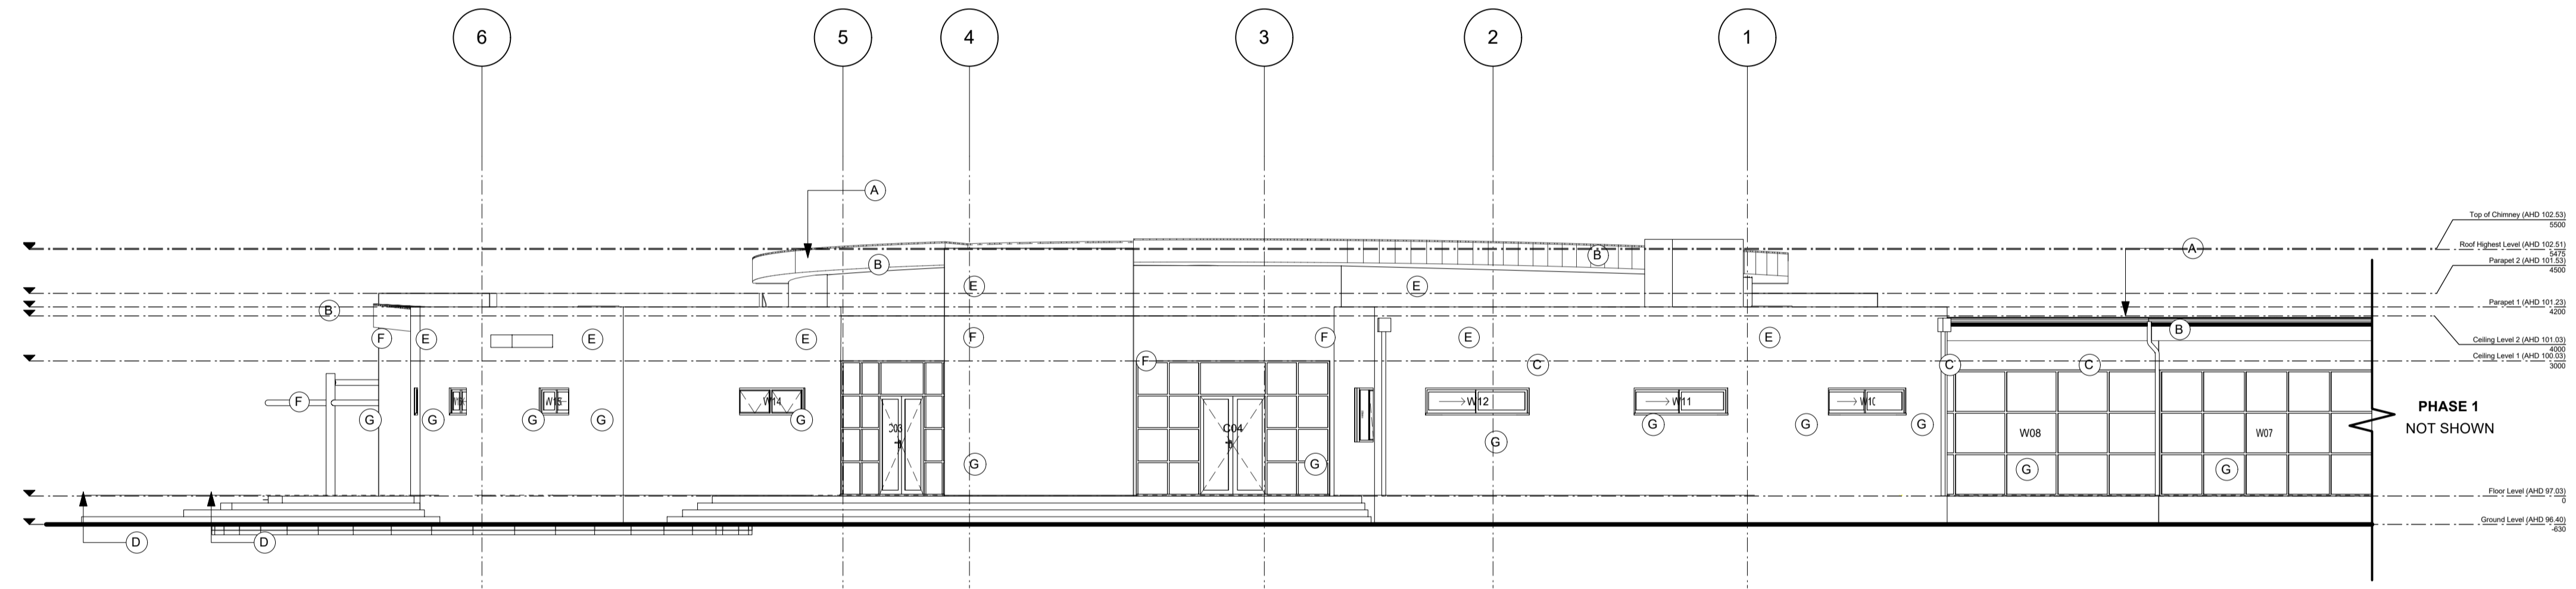 6 5 4 3 2 1
A
Top of Chimney (AHD 102.53)
5500
A
Roof Highest Level (AHD 102.51)
5475
B
B
Parapet 2 (AHD 101.53)
4500
E
E
B
Parapet 1 (AHD 101.23)
4200
B
F E E E F F E E
Ceiling Level 2 (AHD 101.03)
4000
F
C C C
Ceiling Level 1 (AHD 100.03)
3000
F
W14 W12 W11
PHASE 1
NOT SHOWN
G G G G G G G G
C04 W08 W07
G
G G G G
Floor Level (AHD 97.03)
0
Ground Level (AHD 96.40)
-630
D D